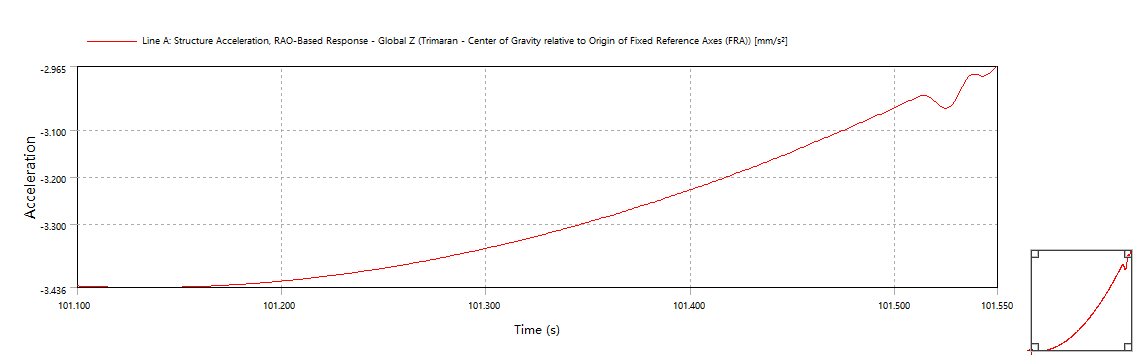 Line A: Structure Acceleration, RAO-Based Response - Global Z (Trimaran - Center of Gravity relative to Origin of Fixed Reference Axes (FRA)) [mm/s²]
-2.965
-3.100
-3.200
-3.300
-3.436
Acceleration
101.100 101.200 101.300 101.400 101.500 101.550
Time (s)